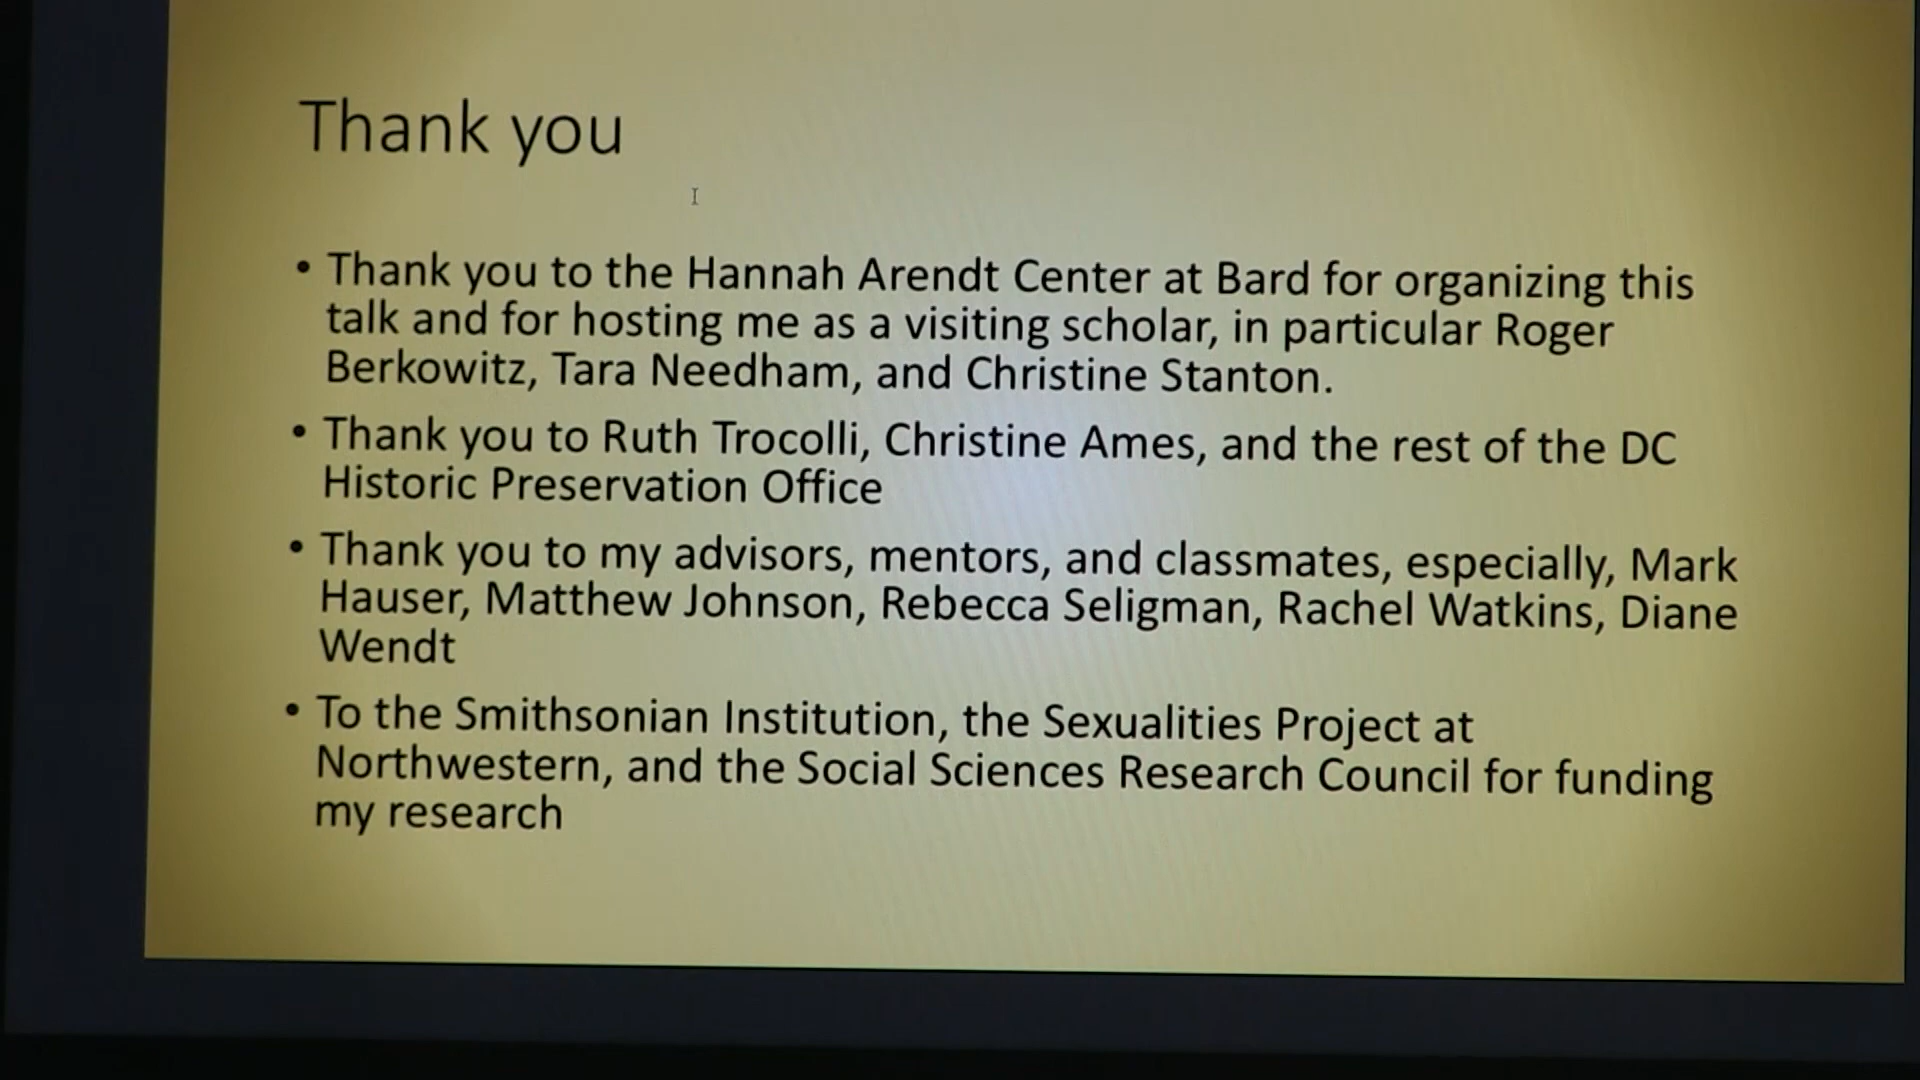 Thank you
• Thank you to the Hannah Arendt Center at Bard for organizing this
talk and for hosting me as a visiting scholar, in particular Roger
Berkowitz, Tara Needham, and Christine Stanton.
• Thank you to Ruth Trocolli, Christine Ames, and the rest of the DC
Historic Preservation Office
• Thank you to my advisors, mentors, and classmates, especially, Mark
Hauser, Matthew Johnson, Rebecca Seligman, Rachel Watkins, Diane
Wendt
• To the Smithsonian Institution, the Sexualities Project at
Northwestern, and the Social Sciences Research Council for funding
my research